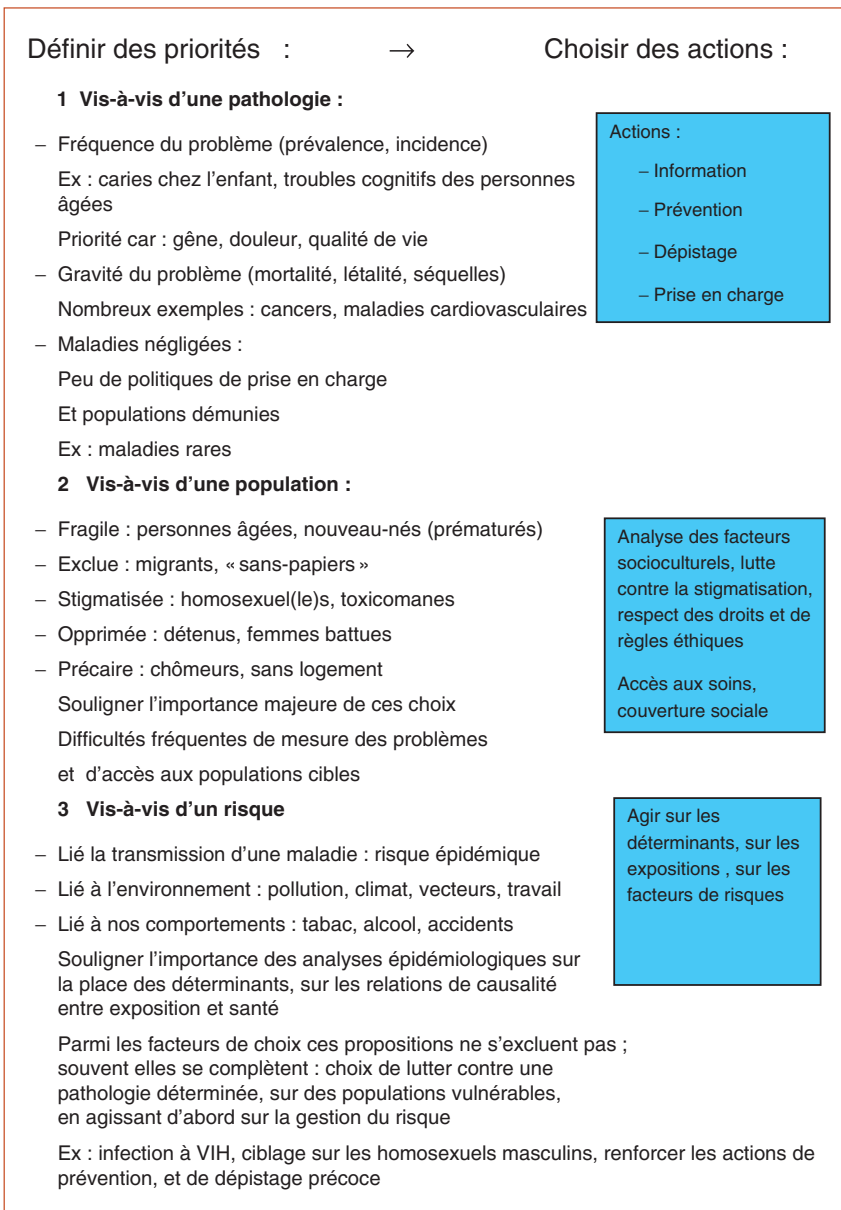 Définir des priorités : → Choisir des actions :
1 Vis-à-vis d'une pathologie :
– Fréquence du problème (prévalence, incidence)
Ex : caries chez l'enfant, troubles cognitifs des personnes
âgées
Priorité car : gêne, douleur, qualité de vie
– Gravité du problème (mortalité, létalité, séquelles)
Nombreux exemples : cancers, maladies cardiovasculaires
– Maladies négligées :
Peu de politiques de prise en charge
Et populations démunies
Ex : maladies rares
Actions :
– Information
– Prévention
– Dépistage
– Prise en charge
2 Vis-à-vis d'une population :
– Fragile : personnes âgées, nouveau-nés (prématurés)
– Exclue : migrants, « sans-papiers »
– Stigmatisée : homosexuel(le)s, toxicomanes
– Opprimée : détenus, femmes battues
– Précaire : chômeurs, sans logement
Souligner l'importance majeure de ces choix
Difficultés fréquentes de mesure des problèmes
et d'accès aux populations cibles
Analyse des facteurs
socioculturels, lutte
contre la stigmatisation,
respect des droits et de
règles éthiques
Accès aux soins,
couverture sociale
3 Vis-à-vis d'un risque
– Lié la transmission d'une maladie : risque épidémique
– Lié à l'environnement : pollution, climat, vecteurs, travail
– Lié à nos comportements : tabac, alcool, accidents
Souligner l'importance des analyses épidémiologiques sur
la place des déterminants, sur les relations de causalité
entre exposition et santé
Agir sur les
déterminants, sur les
expositions , sur les
facteurs de risques
Parmi les facteurs de choix ces propositions ne s'excluent pas ;
souvent elles se complètent : choix de lutter contre une
pathologie déterminée, sur des populations vulnérables,
en agissant d'abord sur la gestion du risque
Ex : infection à VIH, ciblage sur les homosexuels masculins, renforcer les actions de
prévention, et de dépistage précoce